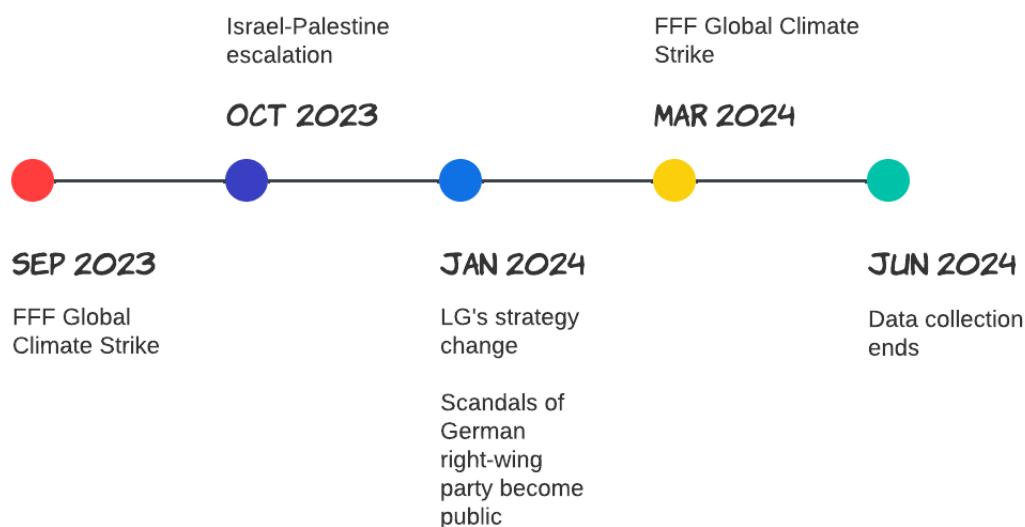 Israel-Palestine
escalation
OCT 2023
FFF Global Climate
Strike
MAR 2024
SEP 2023
FFF Global
Climate Strike
JAN 2024
LG's strategy
change
Scandals of
German
right-wing
party become
public
JUN 2024
Data collection
ends